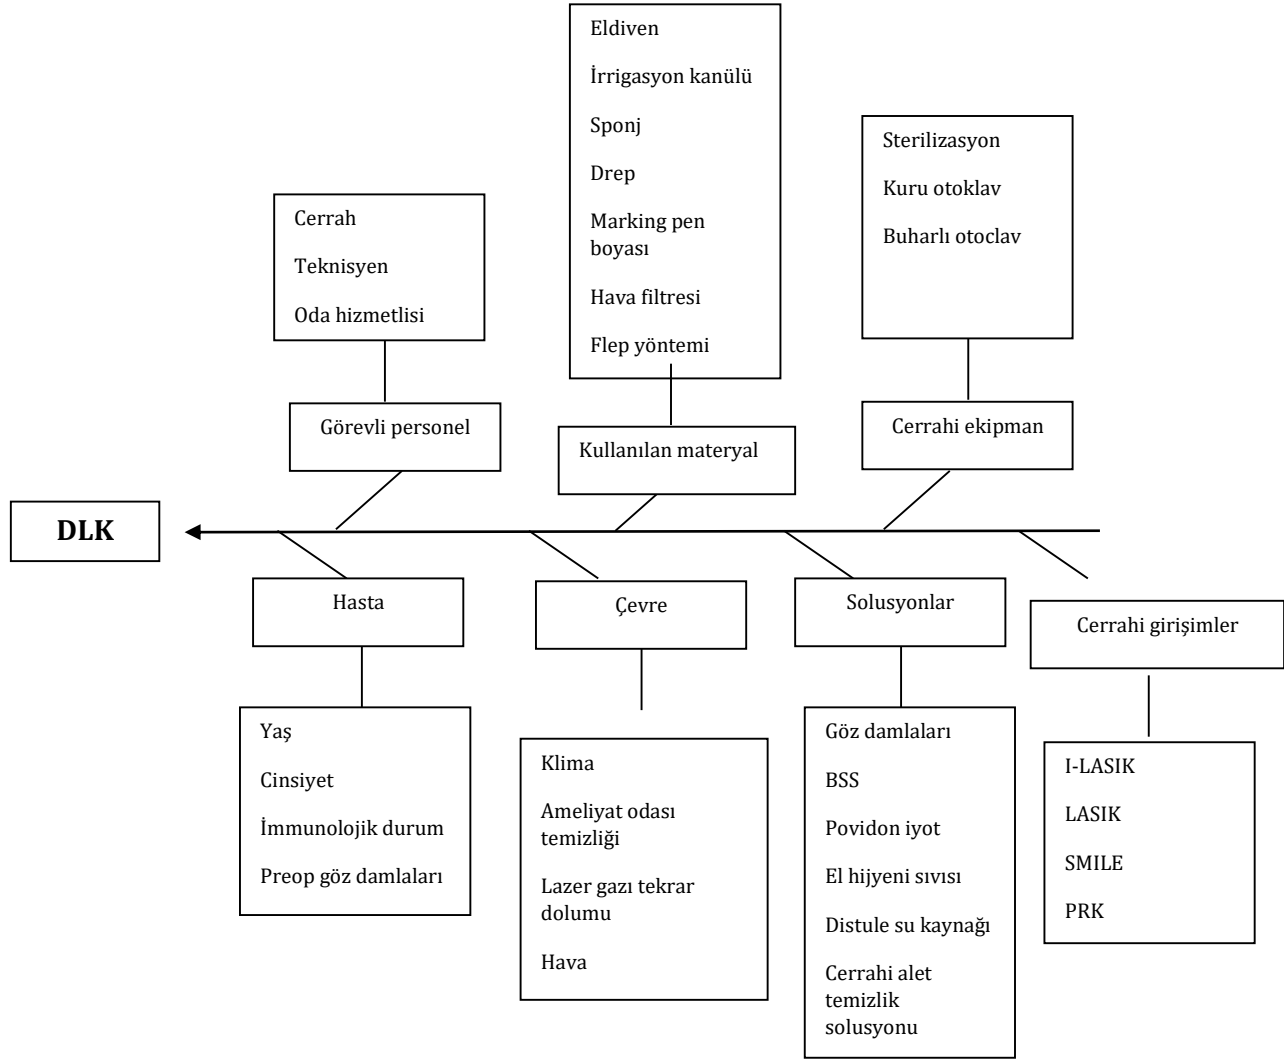 Eldiven
İrrigasyon kanülü
Sponj
Drep
Marking pen
boyası
Hava filtresi
Flep yöntemi
Sterilizasyon
Kuru otoklav
Buharlı otoclav
Cerrah
Teknisyen
Oda hizmetlisi
Görevli personel
Kullanılan materyal
Cerrahi ekipman
DLK
Hasta
Çevre
Solusyonlar
Cerrahi girişimler
Yaş
Cinsiyet
İmmunolojik durum
Preop göz damlaları
Klima
Ameliyat odası
temizliği
Lazer gazı tekrar
dolumu
Hava
Göz damlaları
BSS
Povidon iyot
El hijyeni sıvısı
Distule su kaynağı
Cerrahi alet
temizlik
solusyonu
I-LASIK
LASIK
SMILE
PRK